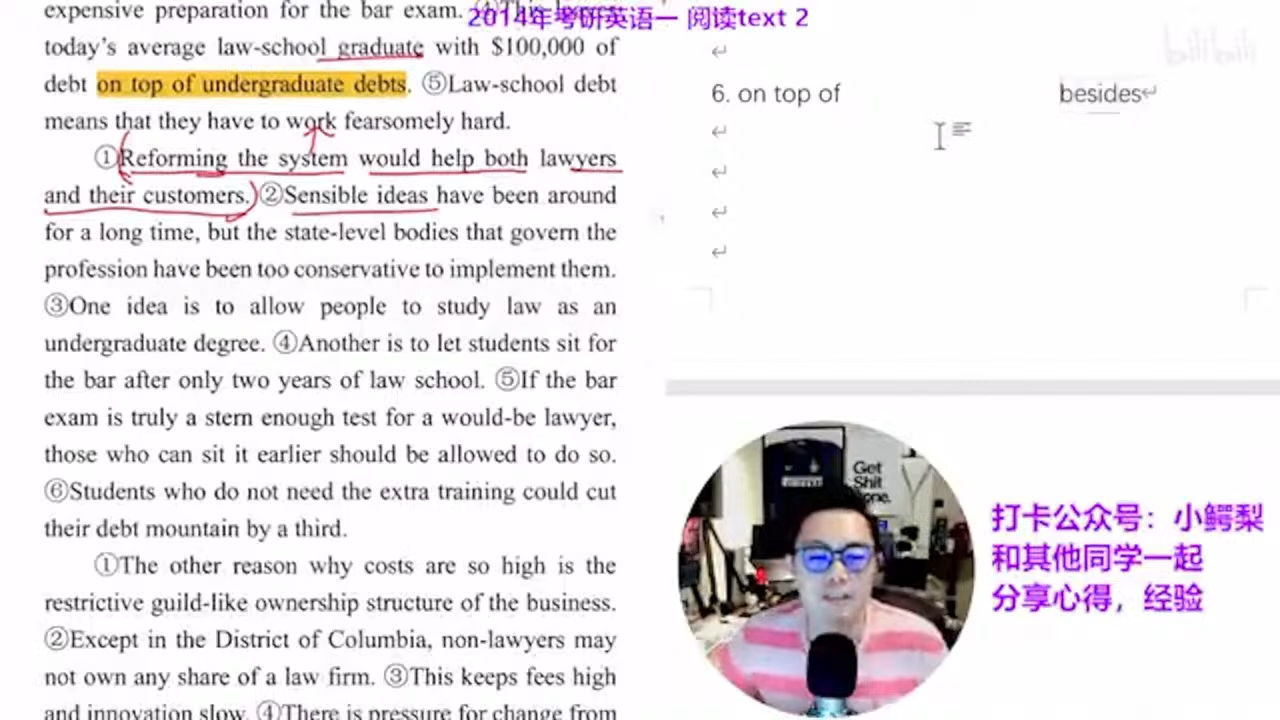 expensive preparation for the bar exam. ④This leaves
2014年考研英语一 阅读text 2
today's average law-school graduate with $100,000 of
debt on top of undergraduate debts. ⑤Law-school debt
means that they have to work fearsomely hard.
①Reforming the system would help both lawyers
and their customers. ②Sensible ideas have been around
for a long time, but the state-level bodies that govern the
profession have been too conservative to implement them.
③One idea is to allow people to study law as an
undergraduate degree. ④Another is to let students sit for
the bar after only two years of law school. ⑤If the bar
exam is truly a stern enough test for a would-be lawyer,
those who can sit it earlier should be allowed to do so.
⑥Students who do not need the extra training could cut
their debt mountain by a third.
①The other reason why costs are so high is the
restrictive guild-like ownership structure of the business.
②Except in the District of Columbia, non-lawyers may
not own any share of a law firm. ③This keeps fees high
and innovation slow. ④There is pressure for change from
bilibili
6. on top of besides
Get
Shit
Done.
打卡公众号：小鳄梨
和其他同学一起
分享心得，经验